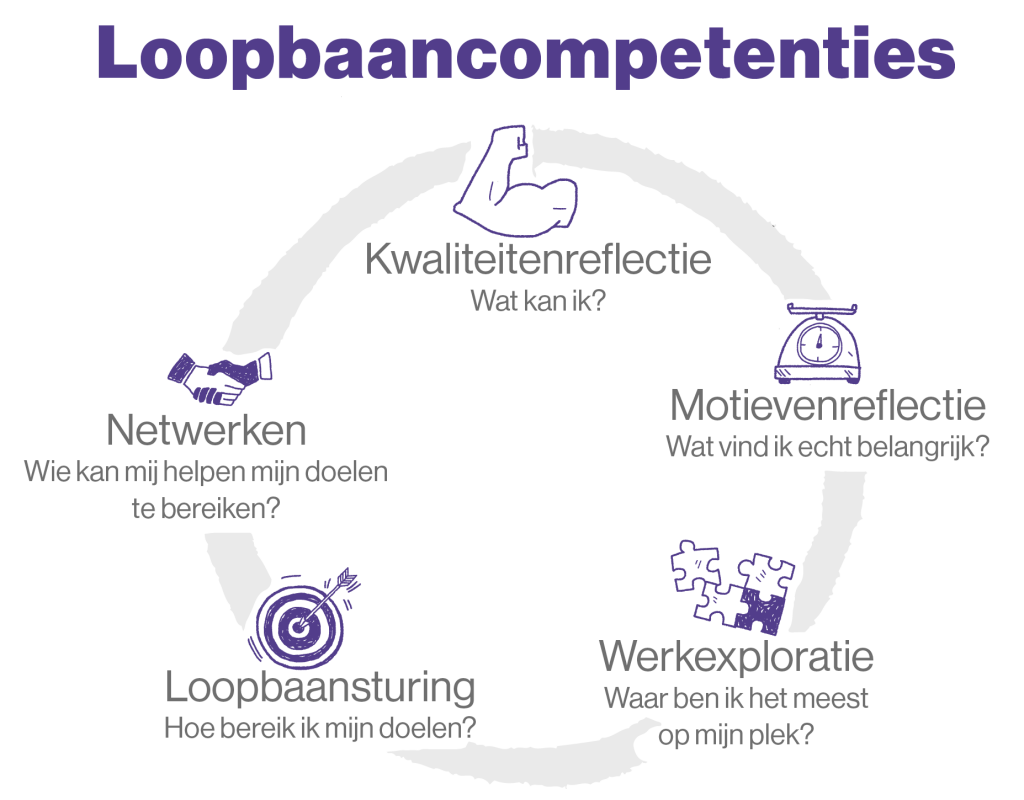 Loopbaancompetenties
Kwaliteitenreflectie
Wat kan ik?
Motievenreflectie
Wat vind ik echt belangrijk?
Werkexploratie
Waar ben ik het meest
op mijn plek?
Loopbaansturing
Hoe bereik ik mijn doelen?
Netwerken
Wie kan mij helpen mijn doelen
te bereiken?